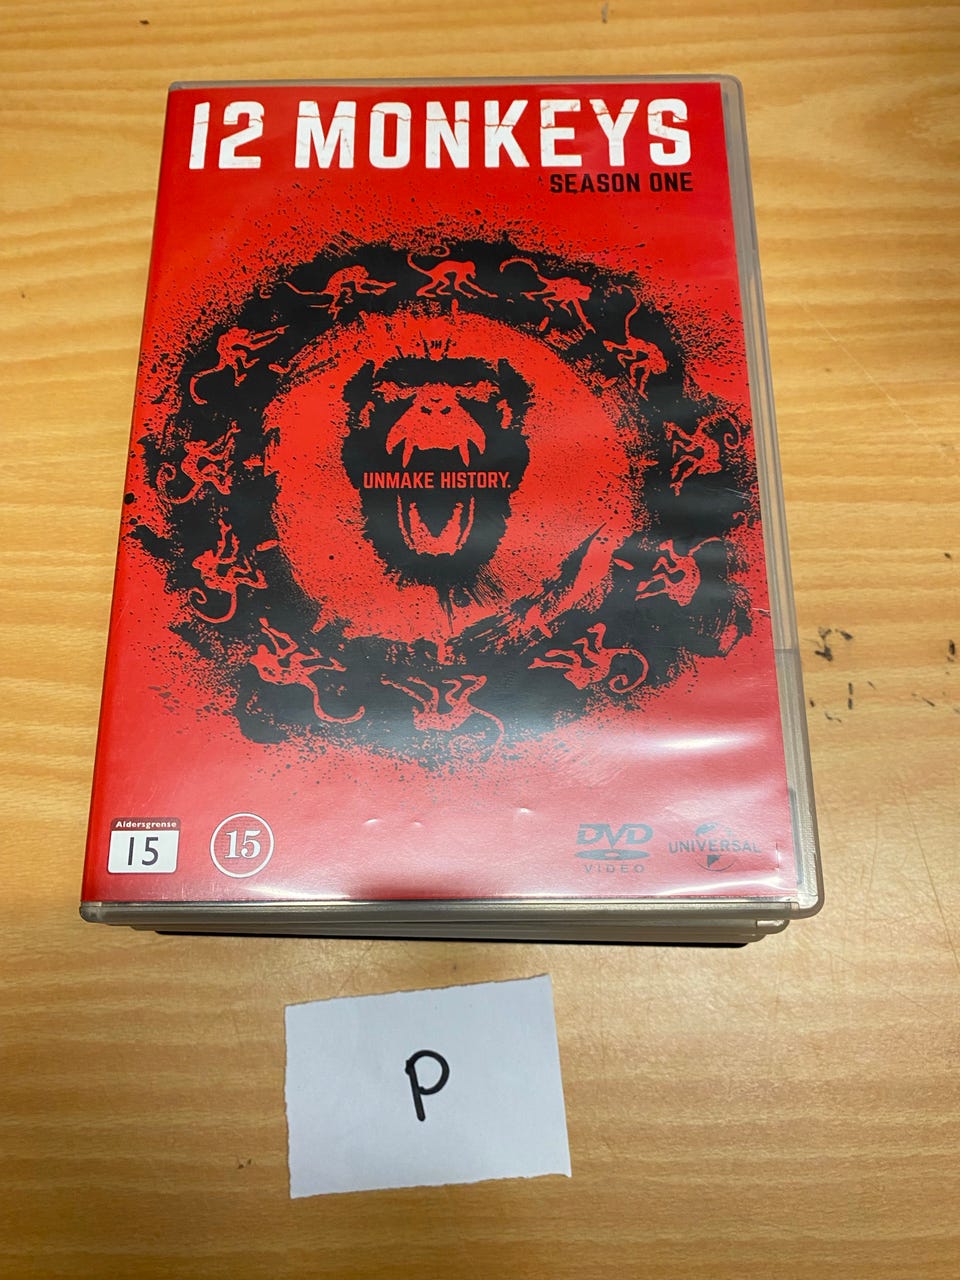 12 MONKEYS
SEASON ONE
UNMAKE HISTORY.
Aldersgrense
15
15
DVD
VIDEO
UNIVERSAL
P